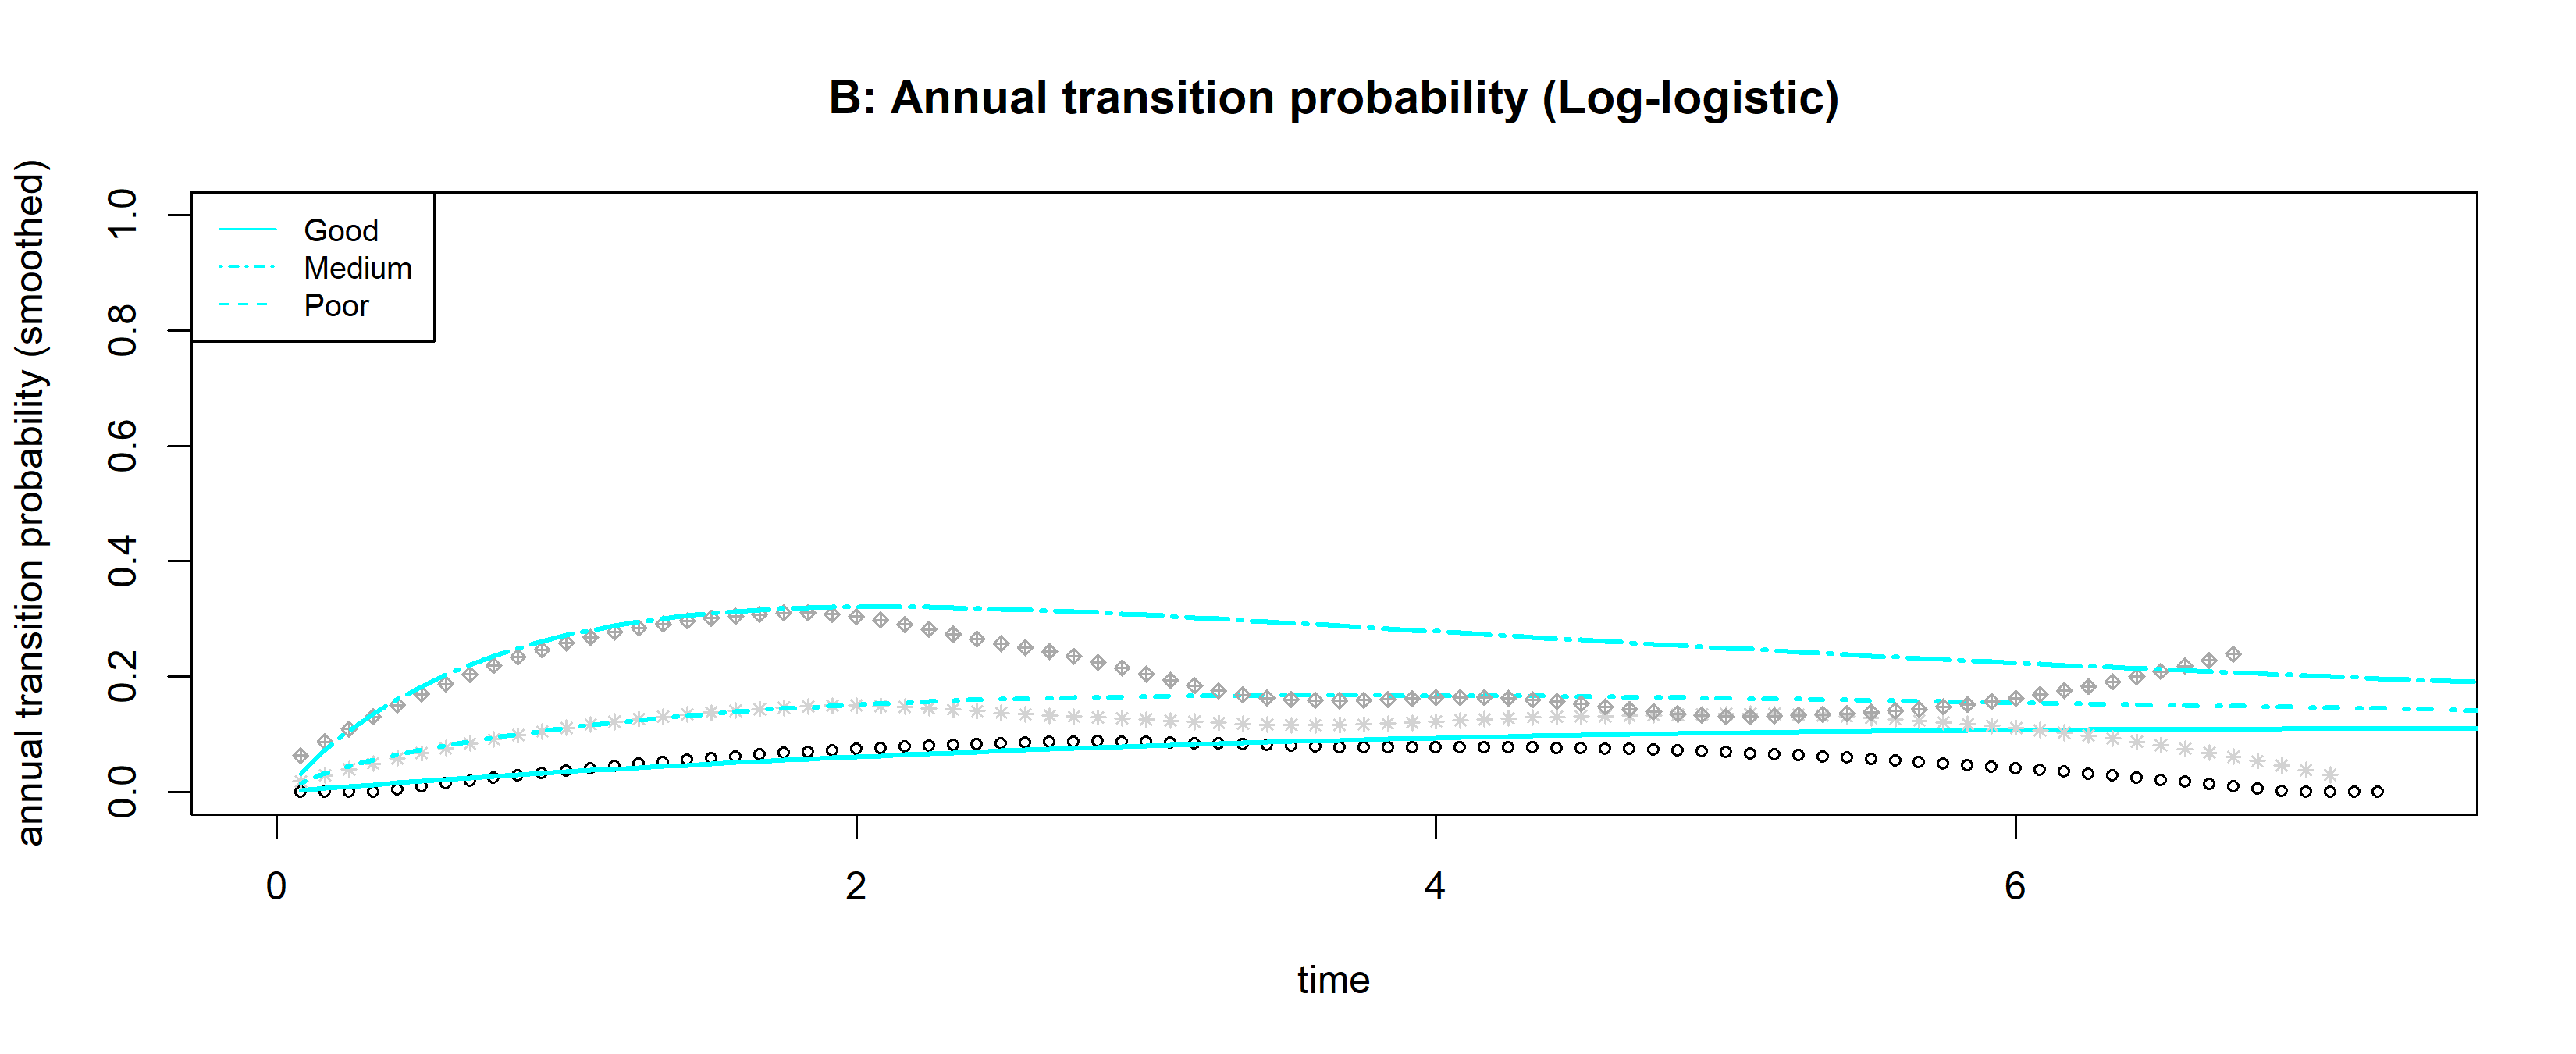 B: Annual transition probability (Log-logistic)
annual transition probability (smoothed)
1.0
0.8
0.6
0.4
0.2
0.0
Good
Medium
Poor
0
2
4
6
time